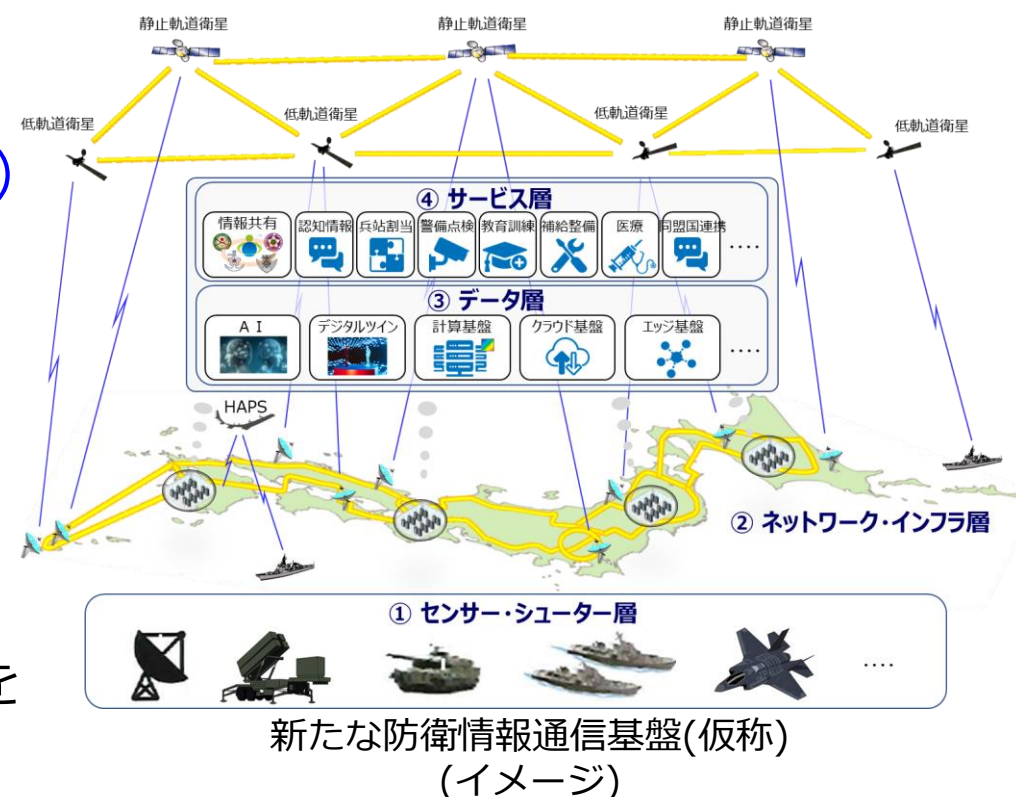 静止軌道衛星
静止軌道衛星
静止軌道衛星
低軌道衛星
低軌道衛星
低軌道衛星
低軌道衛星
)
④ サービス層
情報共有
認知情報
兵站割当
警備点検
教育訓練
補給整備
医療
同盟国連携
‥‥
③ データ層
AI
デジタルツイン
計算基盤
クラウド基盤
エッジ基盤
‥‥
HAPS
② ネットワーク・インフラ層
① センサー・シューター層
‥‥
を
新たな防衛情報通信基盤(仮称)
(イメージ)